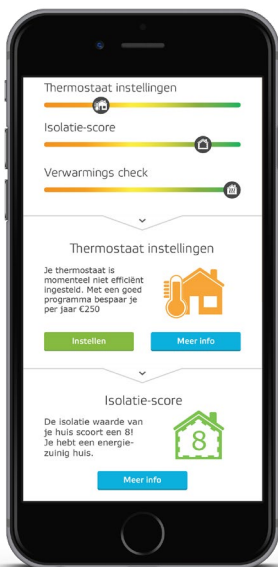 Thermostaat instellingen
Isolatie-score
Verwarmings check
Thermostaat instellingen
Je thermostaat is
momenteel niet efficiënt
ingesteld. Met een goed
programma bespaar je
per jaar €250
Instellen
Meer info
Isolatie-score
De isolatie waarde van
je huis scoort een 8!
Je hebt een energie-
zuinig huis.
8
Meer info